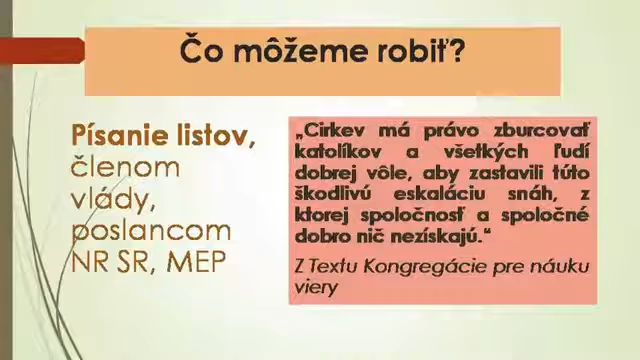 Čo môžeme robiť?
Písanie listov,
členom
vlády,
poslancom
NR SR, MEP
„Cirkev má právo zburcovať
katolíkov a všetkých ľudí
dobrej vôle, aby zastavili túto
škodlivú eskaláciu snáh, z
ktorej spoločnosť a spoločné
dobro nič nezískajú.“
Z Textu Kongregácie pre náuku
viery